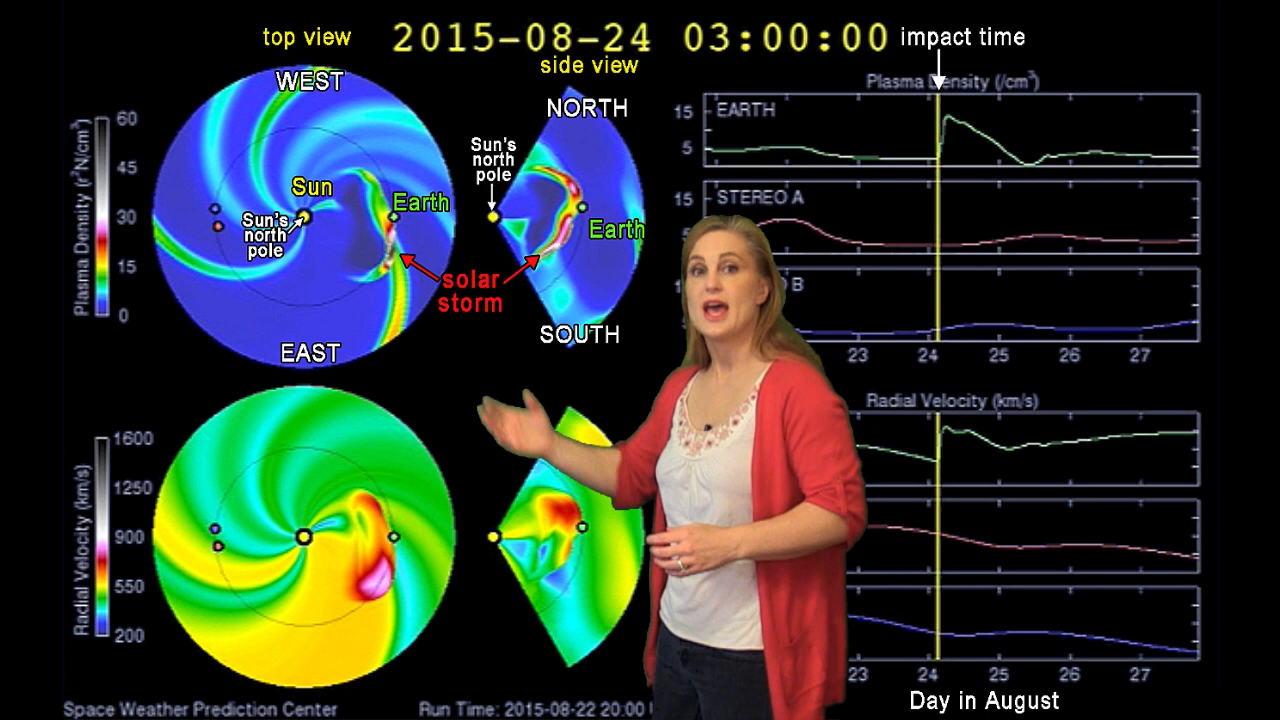 top view
2015-08-24 03:00:00
impact time
side view
WEST
Plasma Density (/cm³)
NORTH
60
45
30
15
0
Plasma Density (r²N/cm³)
15
5
EARTH
Sun's
north
pole
Sun
Sun's
north
pole
Earth
Earth
15
STEREO A
solar
storm
B
SOUTH
EAST
23 24 25 26 27
Radial Velocity (km/s)
1600
1250
900
550
200
Radial Velocity (km/s)
23 24 25 26 27
Day in August
Space Weather Prediction Center
Run Time: 2015-08-22 20:00